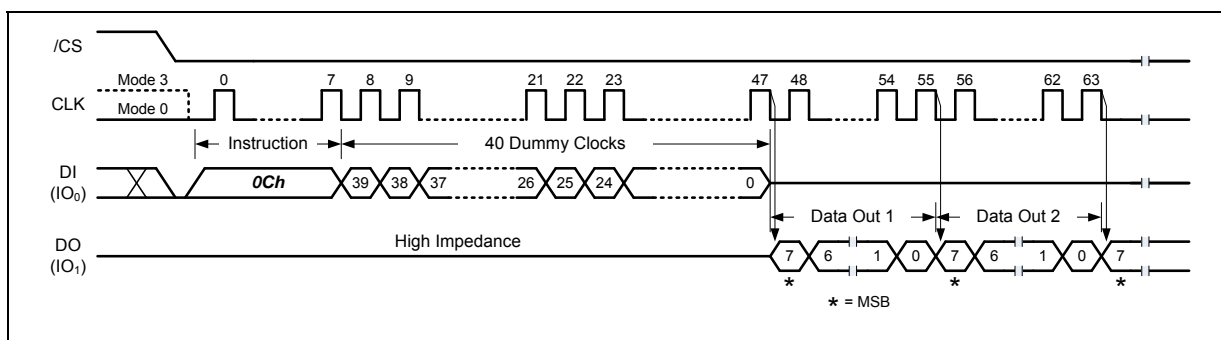 /CS
Mode 3 0 7 8 9 21 22 23 47 48 54 55 56 62 63
CLK
Mode 0
Instruction 40 Dummy Clocks
DI
(IO0)
0Ch 39 38 37 26 25 24 0
Data Out 1 Data Out 2
High Impedance
DO
(IO1)
7 6 1 0 7 6 1 0 7
* * *
* = MSB